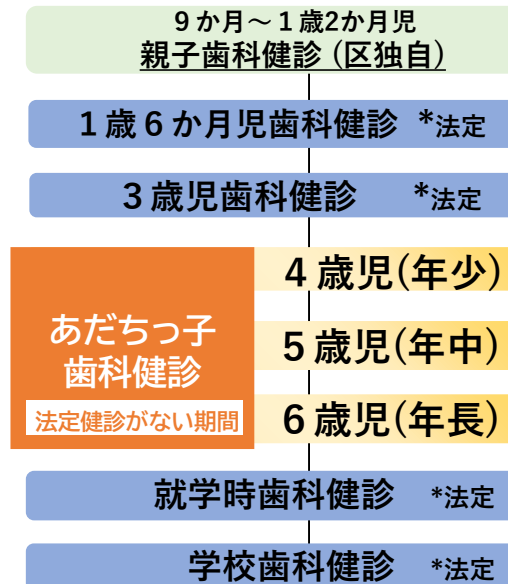 ９か月～１歳2か月児
親子歯科健診（区独自）
１歳６か月児歯科健診 *法定
３歳児歯科健診 *法定
あだちっ子
歯科健診
法定健診がない期間
４歳児(年少)
５歳児(年中)
６歳児(年長)
就学時歯科健診 *法定
学校歯科健診 *法定